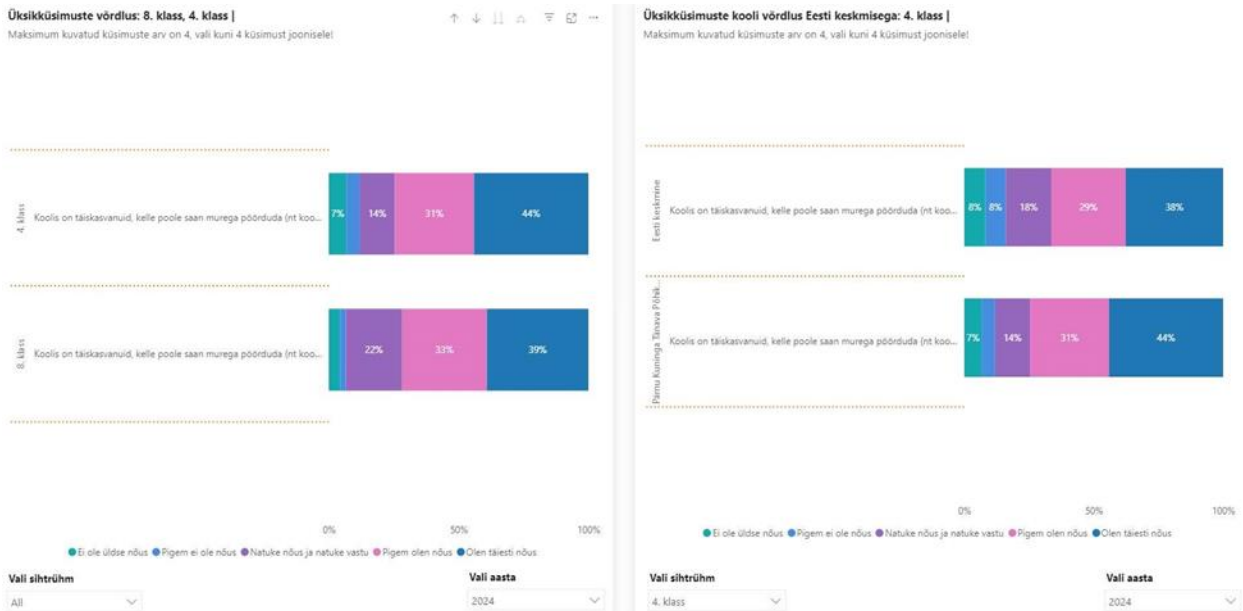 Üksikküsimuste võrdlus: 8. klass, 4. klass |
Maksimum kuvatud küsimuste arv on 4, vali kuni 4 küsimust joonisele!
4. klass
Koolis on täiskasvanuid, kelle poole saan murega pöörduda (nt koo...
7% 14% 31% 44%
8. klass
Koolis on täiskasvanuid, kelle poole saan murega pöörduda (nt koo...
22% 33% 39%
0% 50% 100%
Ei ole üldse nõus Pigem ei ole nõus Natuke nõus ja natuke vastu Pigem olen nõus Olen täiesti nõus
Vali sihtrühm
All
Vali aasta
2024
Üksikküsimuste kooli võrdlus Eesti keskmisega: 4. klass |
Maksimum kuvatud küsimuste arv on 4, vali kuni 4 küsimust joonisele!
Eesti keskmine
Koolis on täiskasvanuid, kelle poole saan murega pöörduda (nt koo...
8% 8% 18% 29% 38%
Pärnu Kuninga Tänava Põhik...
Koolis on täiskasvanuid, kelle poole saan murega pöörduda (nt koo...
7% 14% 31% 44%
0% 50% 100%
Ei ole üldse nõus Pigem ei ole nõus Natuke nõus ja natuke vastu Pigem olen nõus Olen täiesti nõus
Vali sihtrühm
4. klass
Vali aasta
2024